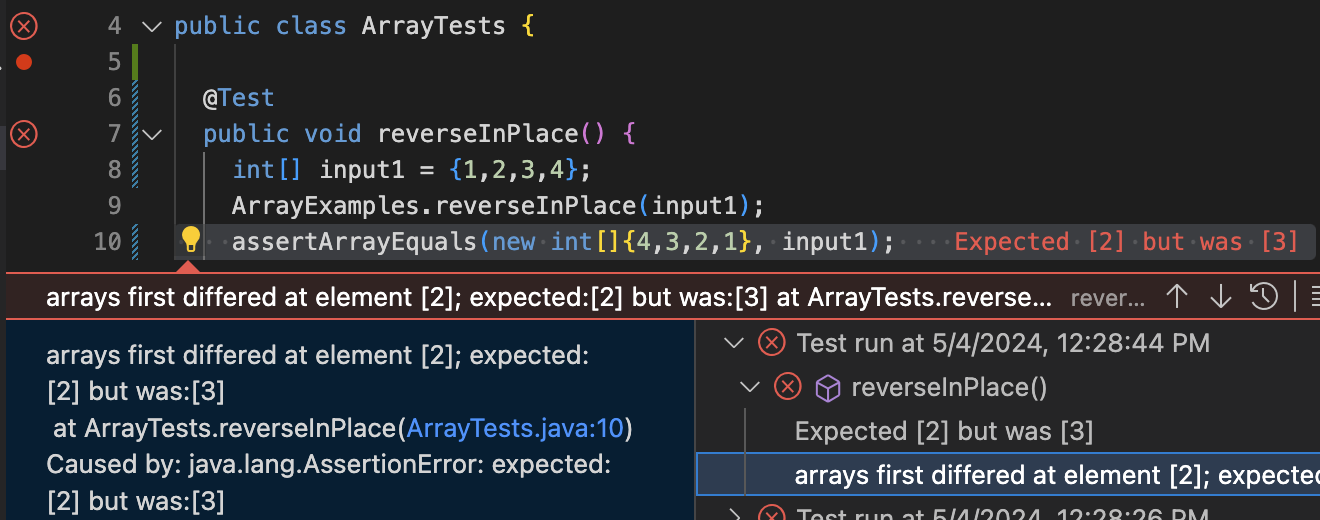 4 public class ArrayTests {
5
6 @Test
7 public void reverseInPlace() {
8 int[] input1 = {1,2,3,4};
9 ArrayExamples.reverseInPlace(input1);
10 assertArrayEquals(new int[]{4,3,2,1}, input1); Expected [2] but was [3]
arrays first differed at element [2]; expected:[2] but was:[3] at ArrayTests.reverse... rever...
arrays first differed at element [2]; expected:
[2] but was:[3]
at ArrayTests.reverseInPlace(ArrayTests.java:10)
Caused by: java.lang.AssertionError: expected:
[2] but was:[3]
Test run at 5/4/2024, 12:28:44 PM
reverseInPlace()
Expected [2] but was [3]
arrays first differed at element [2]; expected
Test run at 5/4/2024, 12:28:26 PM